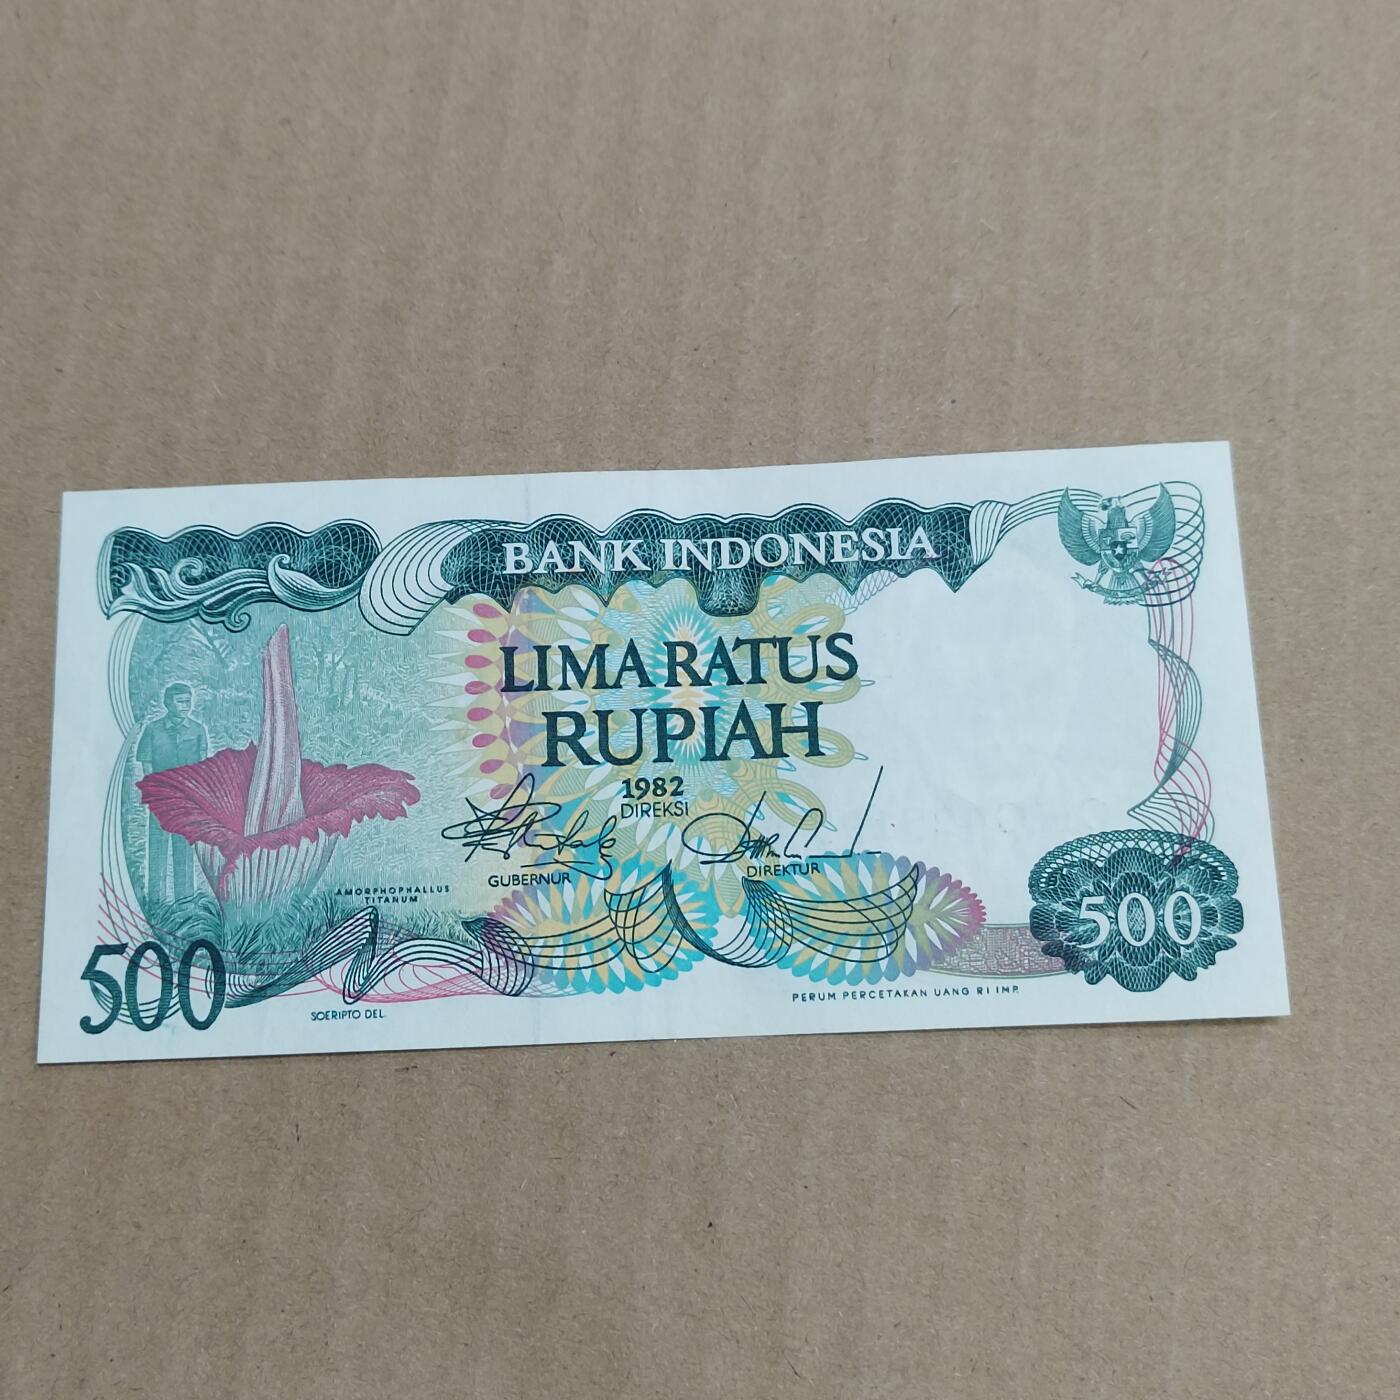 BANK INDONESIA
LIMA RATUS
RUPIAH
1982
DIREKSI
GUBERNUR
DIREKTUR
AMORPHOPHALLUS
TITANUM
500
500
SOERIPTO DEL.
PERUM PERCETAKAN UANG RI IMP.